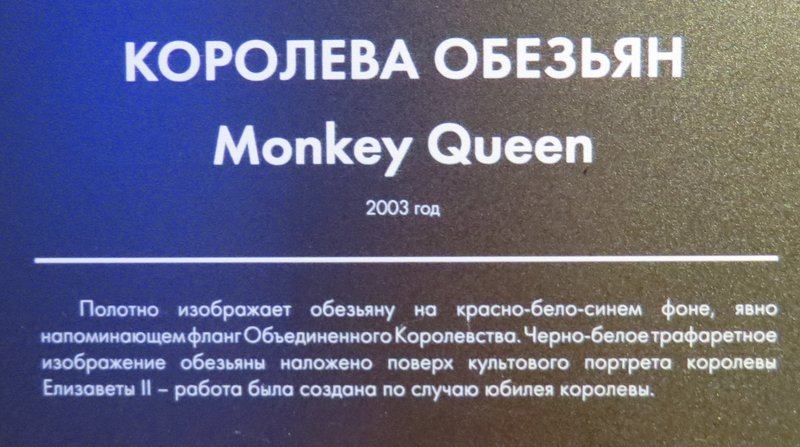 КОРОЛЕВА ОБЕЗЬЯН
Monkey Queen
2003 год
Полотно изображает обезьяну на красно-бело-синем фоне, явно
напоминающем фланг Объединенного Королевства. Черно-белое трафаретное
изображение обезьяны наложено поверх культового портрета королевы
Елизаветы II – работа была создана по случаю юбилея королевы.